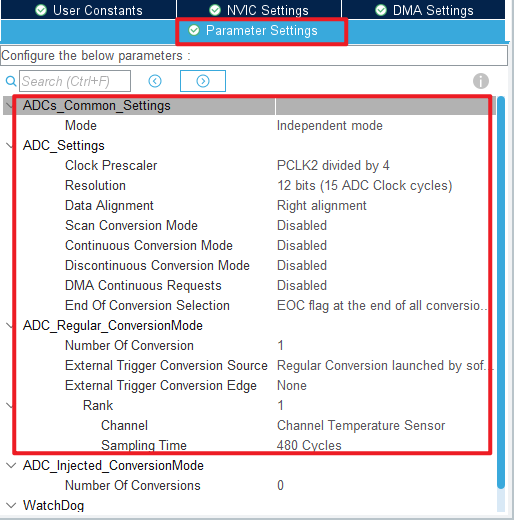 User Constants NVIC Settings DMA Settings
Parameter Settings
Configure the below parameters :
Search (Ctrl+F)
ADCs_Common_Settings
Mode Independent mode
ADC_Settings
Clock Prescaler PCLK2 divided by 4
Resolution 12 bits (15 ADC Clock cycles)
Data Alignment Right alignment
Scan Conversion Mode Disabled
Continuous Conversion Mode Disabled
Discontinuous Conversion Mode Disabled
DMA Continuous Requests Disabled
End Of Conversion Selection EOC flag at the end of all conversio...
ADC_Regular_ConversionMode
Number Of Conversion 1
External Trigger Conversion Source Regular Conversion launched by sof...
External Trigger Conversion Edge None
Rank 1
Channel Channel Temperature Sensor
Sampling Time 480 Cycles
ADC_Injected_ConversionMode
Number Of Conversions 0
WatchDog